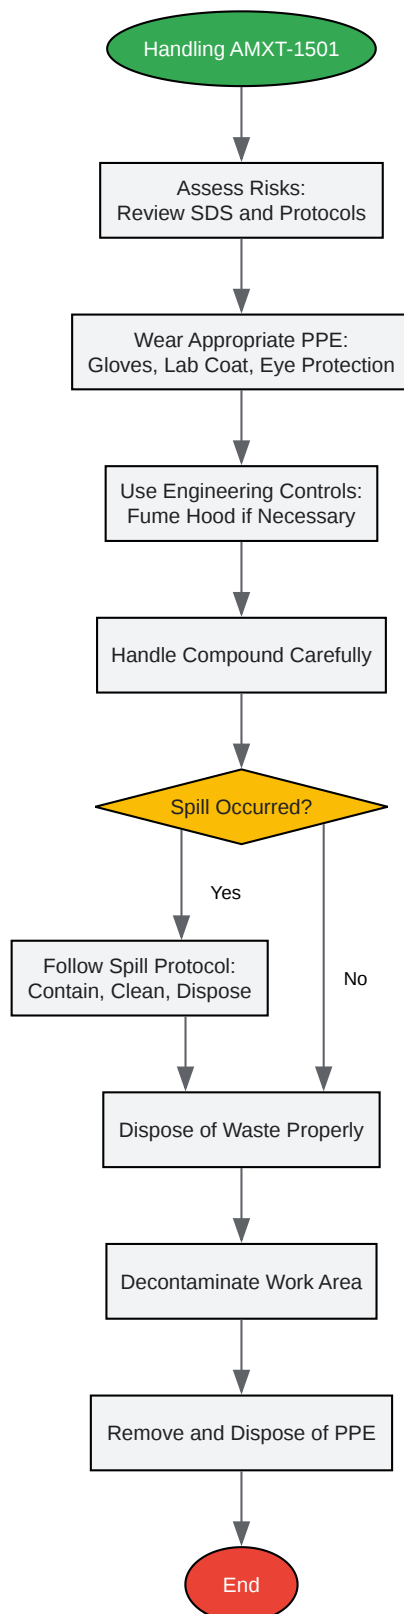 Handling AMXT-1501
Assess Risks:
Review SDS and Protocols
Wear Appropriate PPE:
Gloves, Lab Coat, Eye Protection
Use Engineering Controls:
Fume Hood if Necessary
Handle Compound Carefully
Spill Occurred?
Yes
Follow Spill Protocol:
Contain, Clean, Dispose
No
Dispose of Waste Properly
Decontaminate Work Area
Remove and Dispose of PPE
End